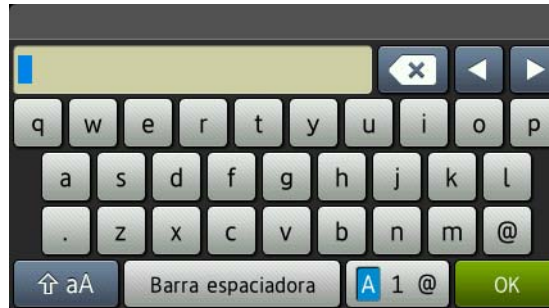 q w e r t y u i o p
a s d f g h j k l
. z x c v b n m @
aA Barra espaciadora A 1 @ OK